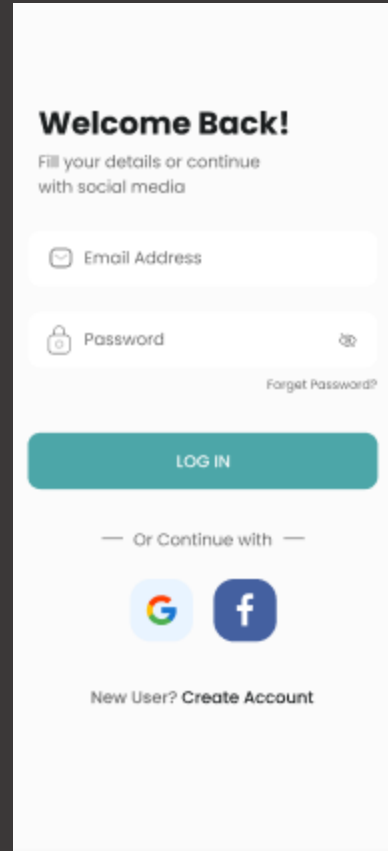 Welcome Back!
Fill your details or continue
with social media
Email Address
Password
Forget Password?
LOG IN
Or Continue with
G f
New User? Create Account